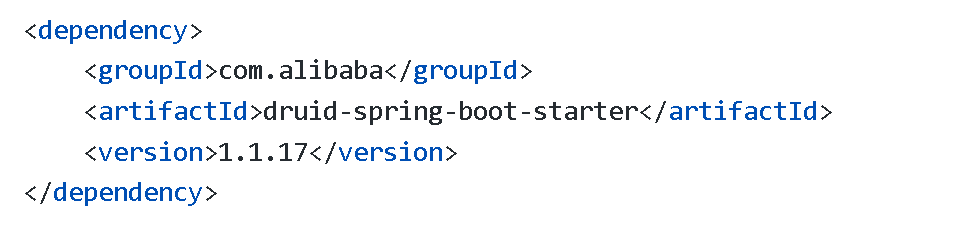 <dependency>
    <groupId>com.alibaba</groupId>
    <artifactId>druid-spring-boot-starter</artifactId>
    <version>1.1.17</version>
</dependency>